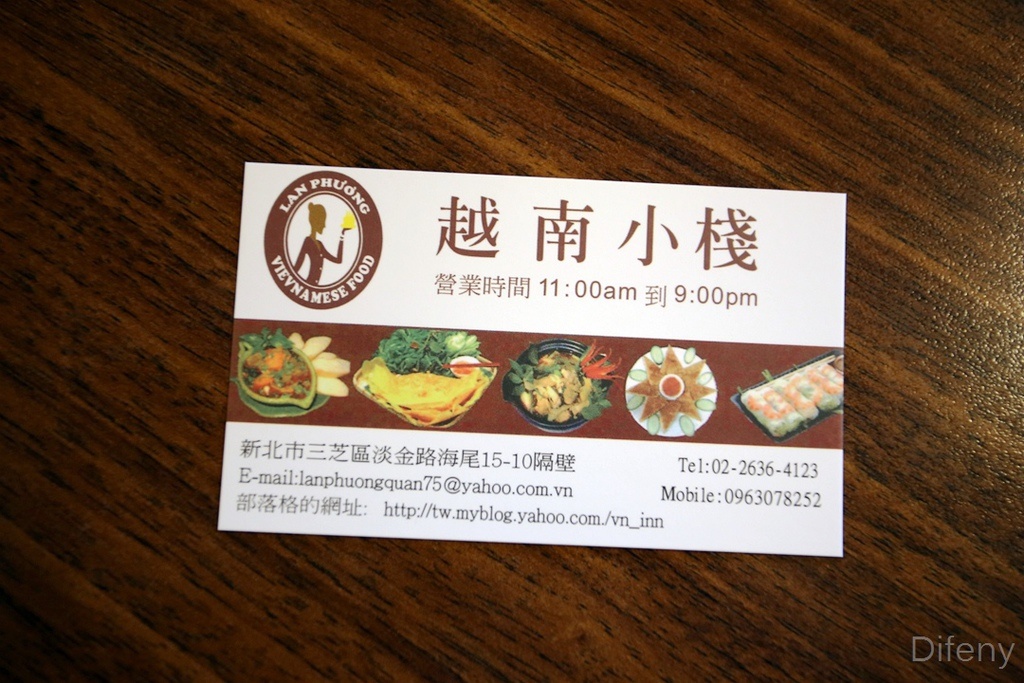 LAN PHƯƠNG
VIEVNAMESE FOOD
越南小棧
營業時間 11:00am 到 9:00pm
新北市三芝區淡金路海尾15-10隔壁
Tel:02-2636-4123
E-mail:lanphuongquan75@yahoo.com.vn
Mobile:0963078252
部落格的網址: http://tw.myblog.yahoo.com./vn_inn
Difeny